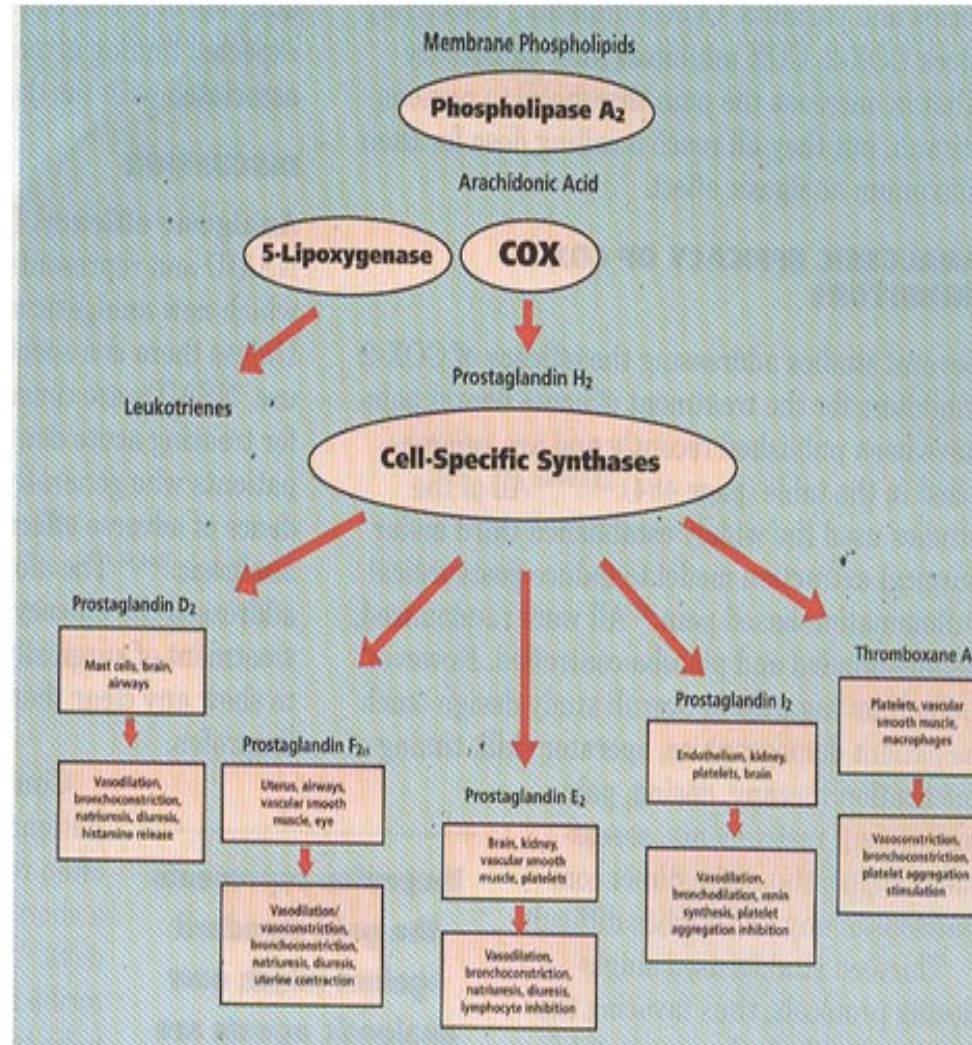 Membrane Phospholipids
Phospholipase A₂
Arachidonic Acid
5-Lipoxygenase
COX
Prostaglandin H₂
Leukotrienes
Cell-Specific Synthases
Prostaglandin D₂
Mast cells, brain,
airways
Vasodilation,
bronchoconstriction,
natriuresis, diuresis,
histamine release
Prostaglandin F₂α
Uterus, airways,
vascular smooth
muscle, eye
Vasodilation/
vasoconstriction,
bronchoconstriction,
natriuresis, diuresis,
uterine contraction
Prostaglandin E₂
Brain, kidney,
vascular smooth
muscle, platelets
Vasodilation,
bronchoconstriction,
natriuresis, diuresis,
lymphocyte inhibition
Prostaglandin I₂
Endothelium, kidney,
platelets, brain
Vasodilation,
bronchodilation, renin
synthesis, platelet
aggregation inhibition
Thromboxane A
Platelets, vascular
smooth muscle,
macrophages
Vasoconstriction,
bronchoconstriction,
platelet aggregation
stimulation